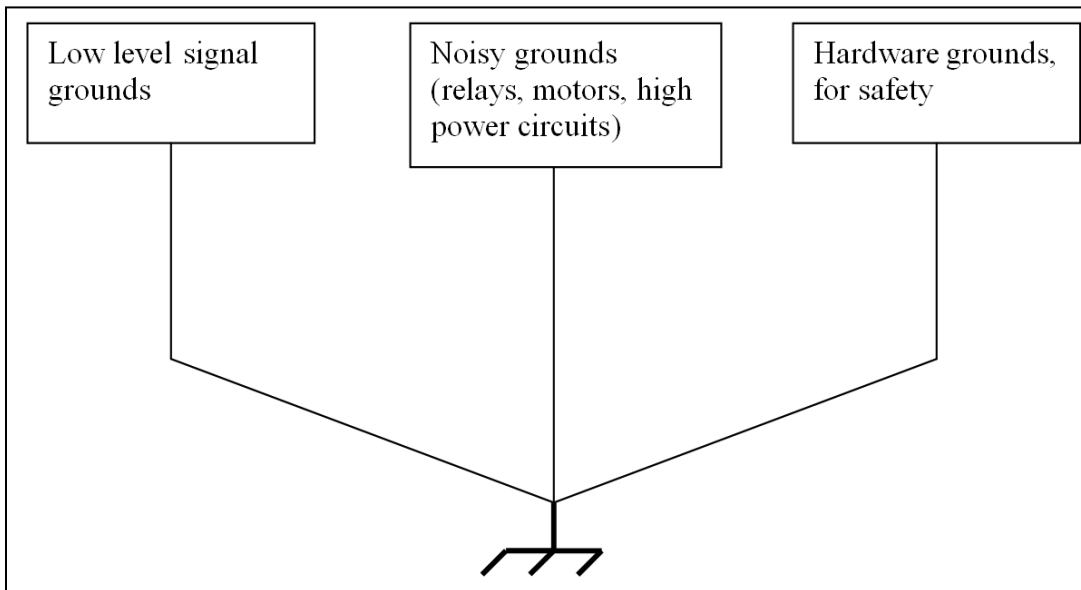 Low level signal
grounds
Noisy grounds
(relays, motors, high
power circuits)
Hardware grounds,
for safety